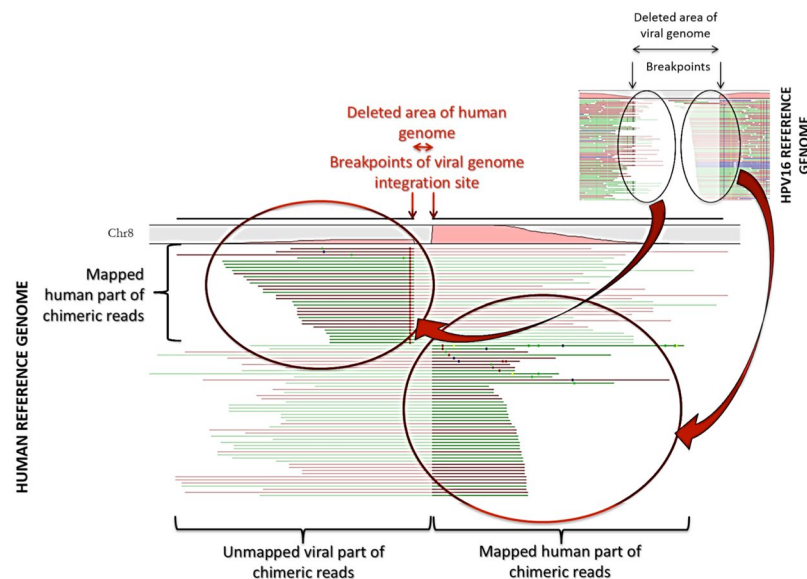 Deleted area of
viral genome
Breakpoints
HPV16 REFERENCE
GENOME
Deleted area of human
genome
Breakpoints of viral genome
integration site
Chr8
Mapped
human part of
chimeric reads
HUMAN REFERENCE GENOME
Unmapped viral part of
chimeric reads
Mapped human part of
chimeric reads